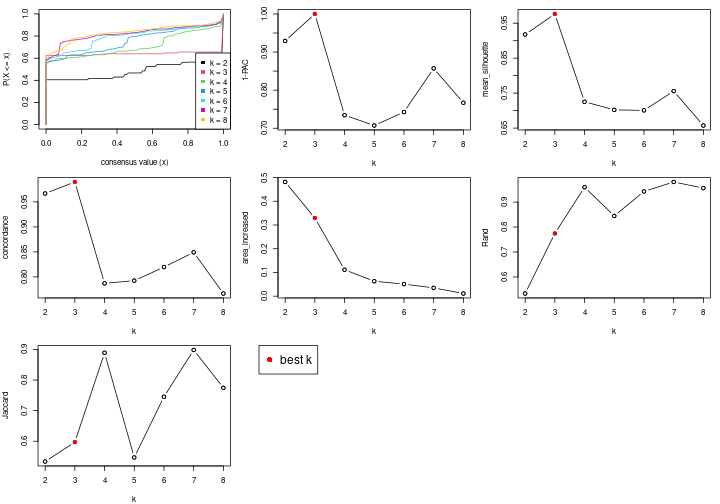 P(X <= x)
1.0
0.8
0.6
0.4
0.2
0.0
k = 2
k = 3
k = 4
k = 5
k = 6
k = 7
k = 8
0.0 0.2 0.4 0.6 0.8 1.0
consensus value (x)
1-PAC
1.00
0.90
0.80
0.70
2 3 4 5 6 7 8
k
mean_silhouette
0.95
0.85
0.75
0.65
2 3 4 5 6 7 8
k
concordance
0.95
0.90
0.85
0.80
2 3 4 5 6 7 8
k
area_increased
0.5
0.4
0.3
0.2
0.1
0.0
2 3 4 5 6 7 8
k
Rand
0.9
0.8
0.7
0.6
2 3 4 5 6 7 8
k
Jaccard
0.9
0.8
0.7
0.6
2 3 4 5 6 7 8
k
best k